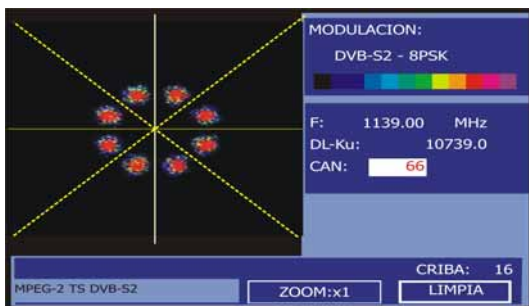 MODULACION:
DVB-S2 - 8PSK
F: 1139.00 MHz
DL-Ku: 10739.0
CAN: 66
CRIBA: 16
MPEG-2 TS DVB-S2
ZOOM:x1
LIMPIA